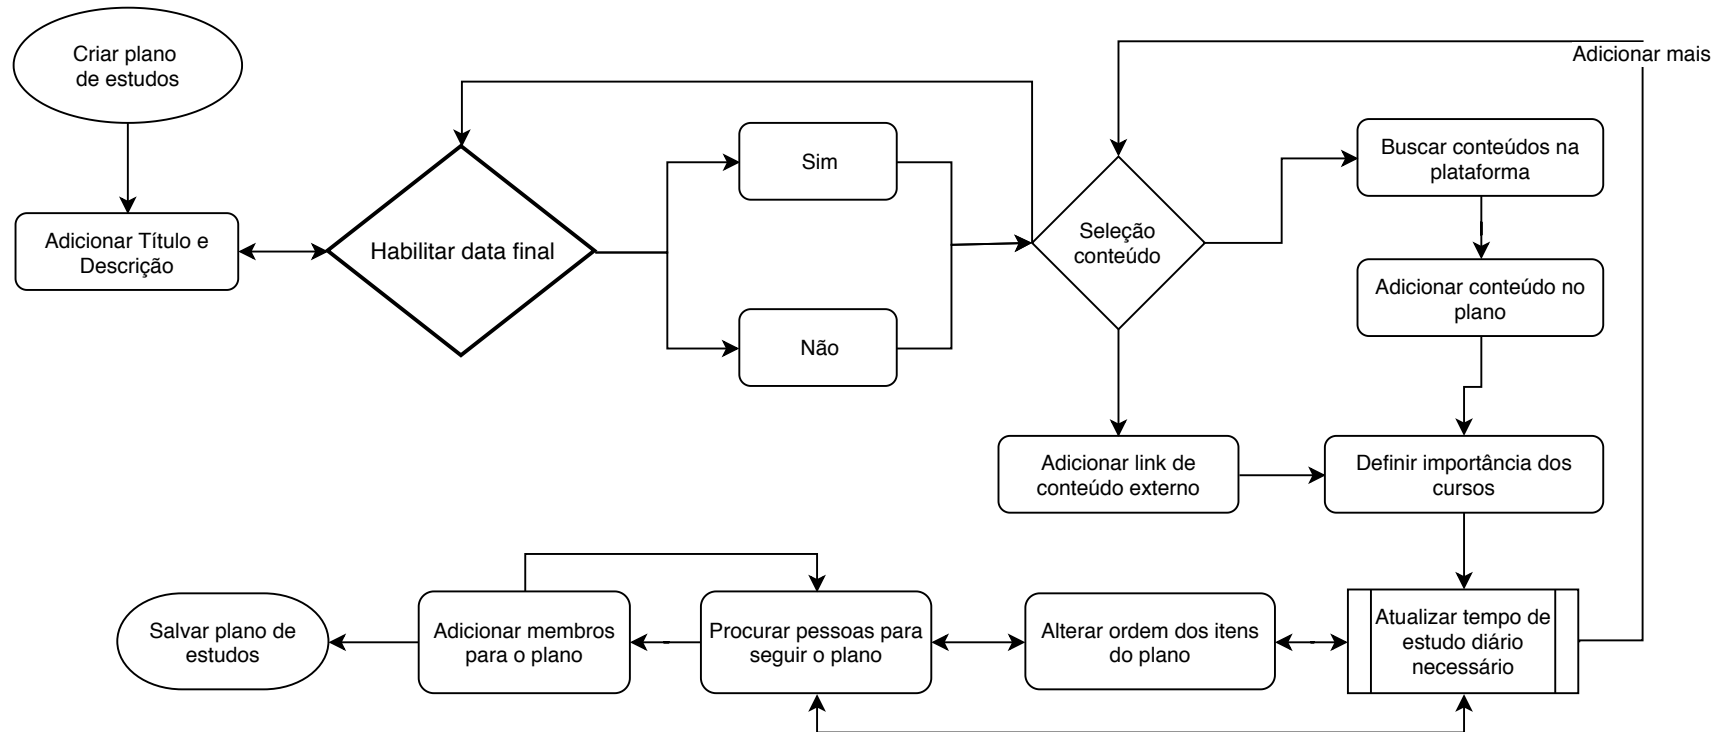 Criar plano
de estudos
Adicionar Título e
Descrição
Habilitar data final
Sim
Não
Seleção
conteúdo
Adicionar mais
Buscar conteúdos na
plataforma
Adicionar conteúdo no
plano
Adicionar link de
conteúdo externo
Definir importância dos
cursos
Atualizar tempo de
estudo diário
necessário
Alterar ordem dos itens
do plano
Procurar pessoas para
seguir o plano
Adicionar membros
para o plano
Salvar plano de
estudos